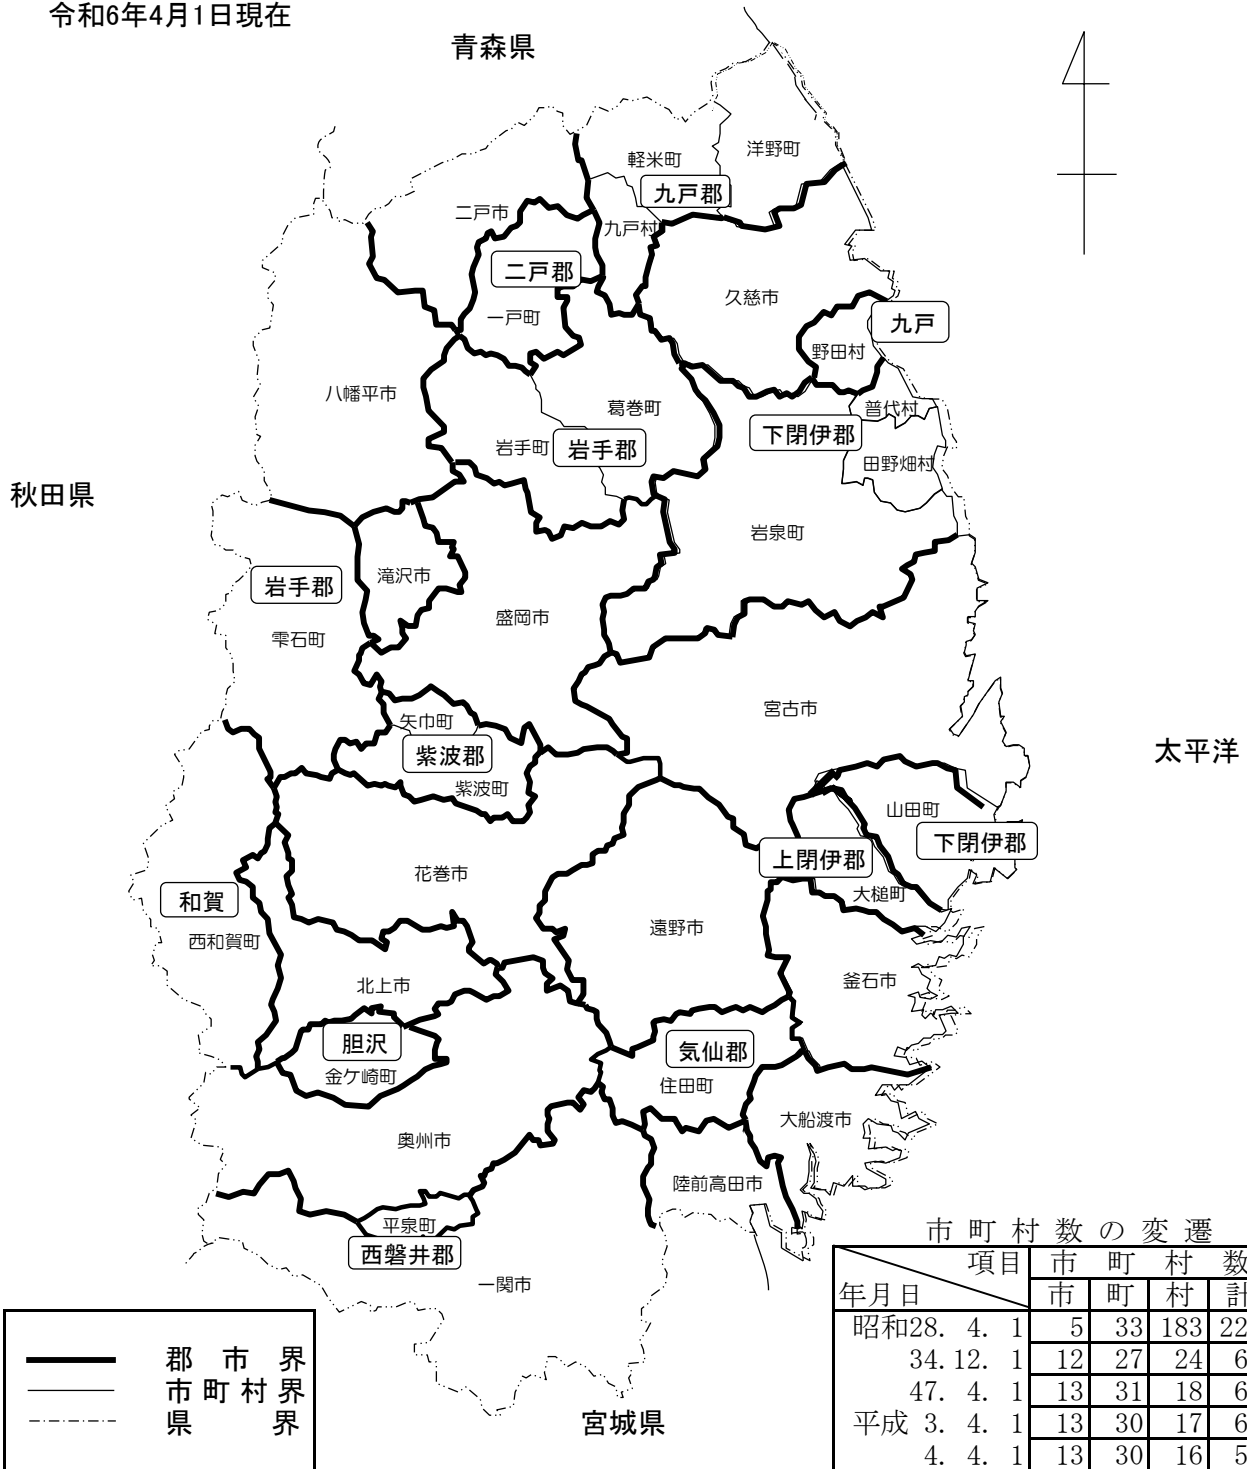 令和6年4月1日現在
青森県
洋野町
軽米町
九戸郡
二戸市
九戸村
二戸郡
久慈市
一戸町
九戸
野田村
八幡平市
葛巻町
普代村
下閉伊郡
岩手町
岩手郡
田野畑村
秋田県
岩泉町
滝沢市
岩手郡
盛岡市
雫石町
宮古市
矢巾町
太平洋
紫波郡
紫波町
山田町
下閉伊郡
上閉伊郡
花巻市
大槌町
和賀
遠野市
西和賀町
釜石市
北上市
胆沢
気仙郡
金ケ崎町
住田町
大船渡市
奥州市
陸前高田市
平泉町
西磐井郡
一関市
宮城県
郡市界
市町村界
県界
市町村数の変遷
項目 市町村数
年月日 市 町 村 計
昭和28. 4. 1 5 33 183 22
34.12. 1 12 27 24 6
47. 4. 1 13 31 18 6
平成 3. 4. 1 13 30 17 6
4. 4. 1 13 30 16 5